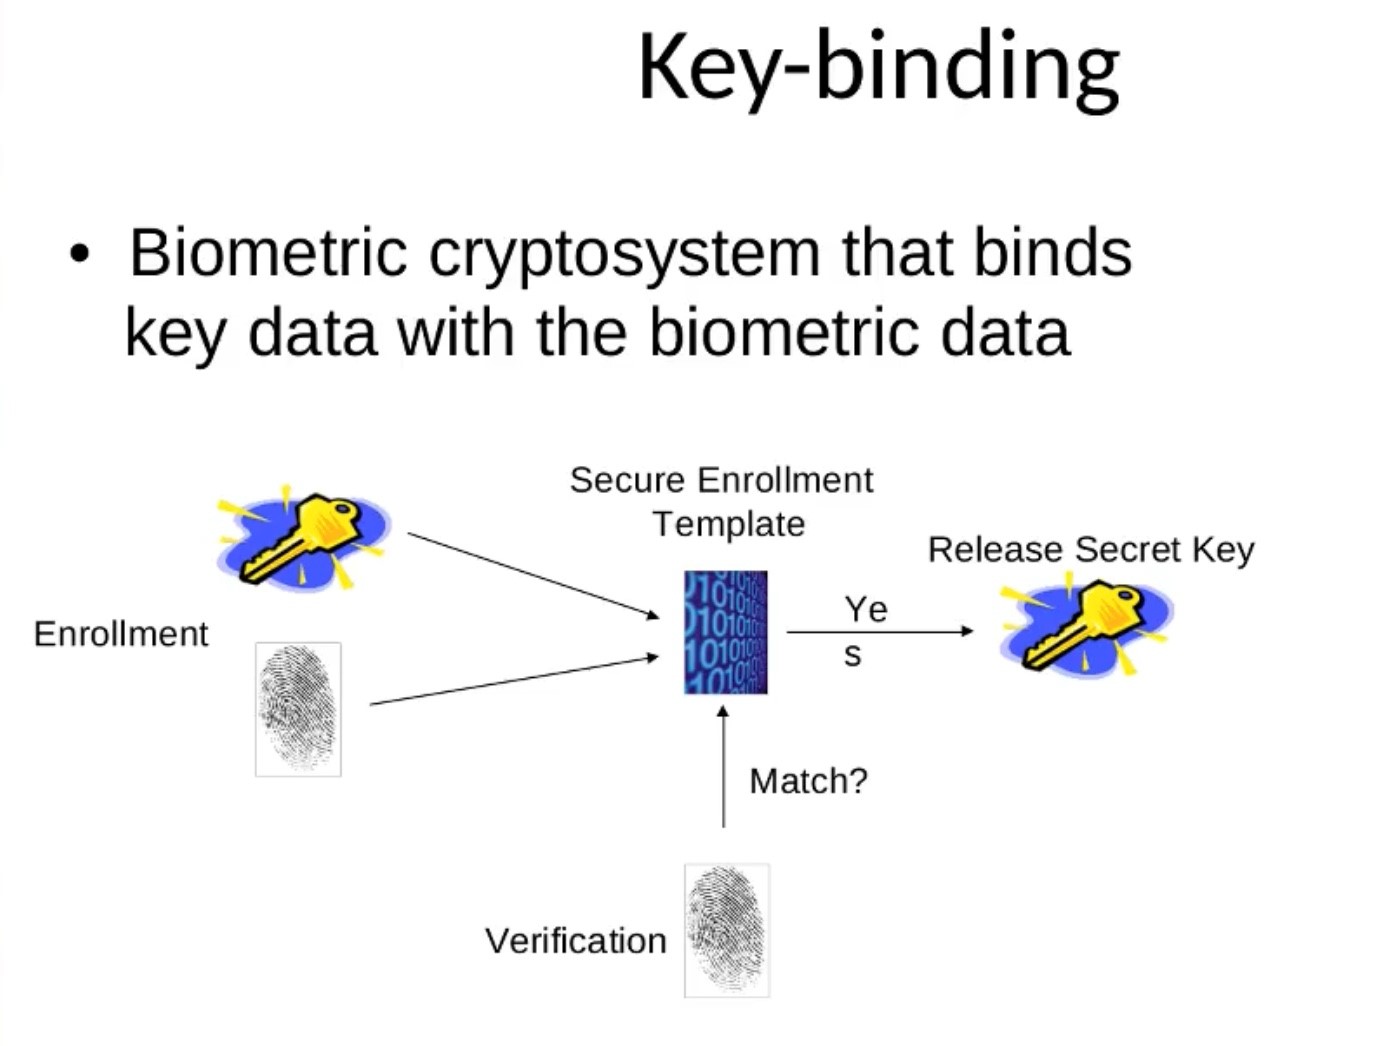 Key-binding
• Biometric cryptosystem that binds
key data with the biometric data
Secure Enrollment
Template
Release Secret Key
Ye
s
Enrollment
Match?
Verification